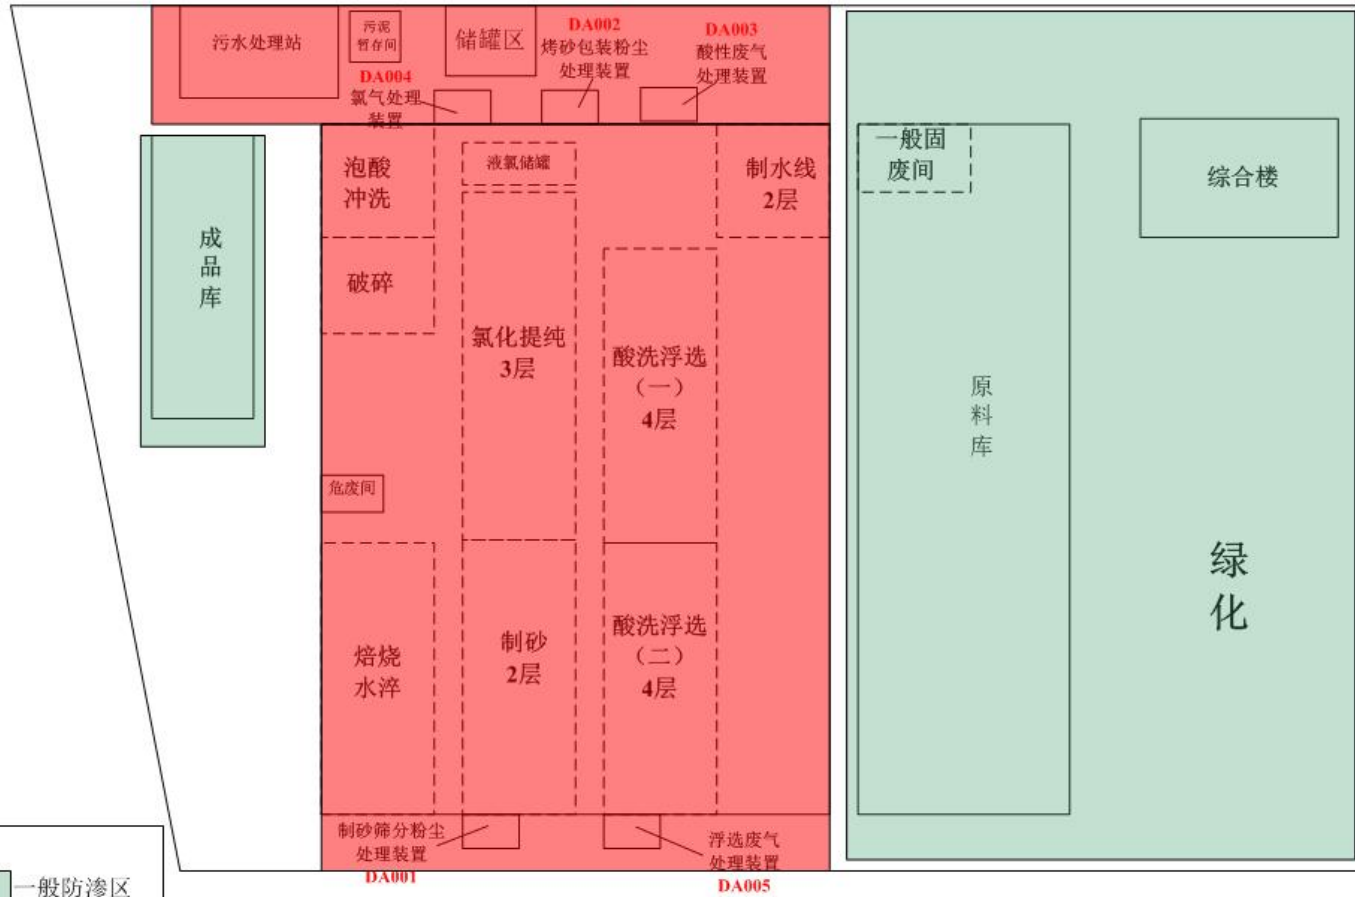 污水处理站
污泥
暂存间
储罐区
DA002
烤砂包装粉尘
处理装置
DA003
酸性废气
处理装置
DA004
氯气处理
装置
泡酸
冲洗
液氯储罐
制水线
2层
一般固
废间
综合楼
成
品
库
破碎
氯化提纯
3层
酸洗浮选
（一）
4层
原
料
库
危废间
绿
化
焙烧
水淬
制砂
2层
酸洗浮选
（二）
4层
制砂筛分粉尘
处理装置
DA001
浮选废气
处理装置
DA005
一般防渗区